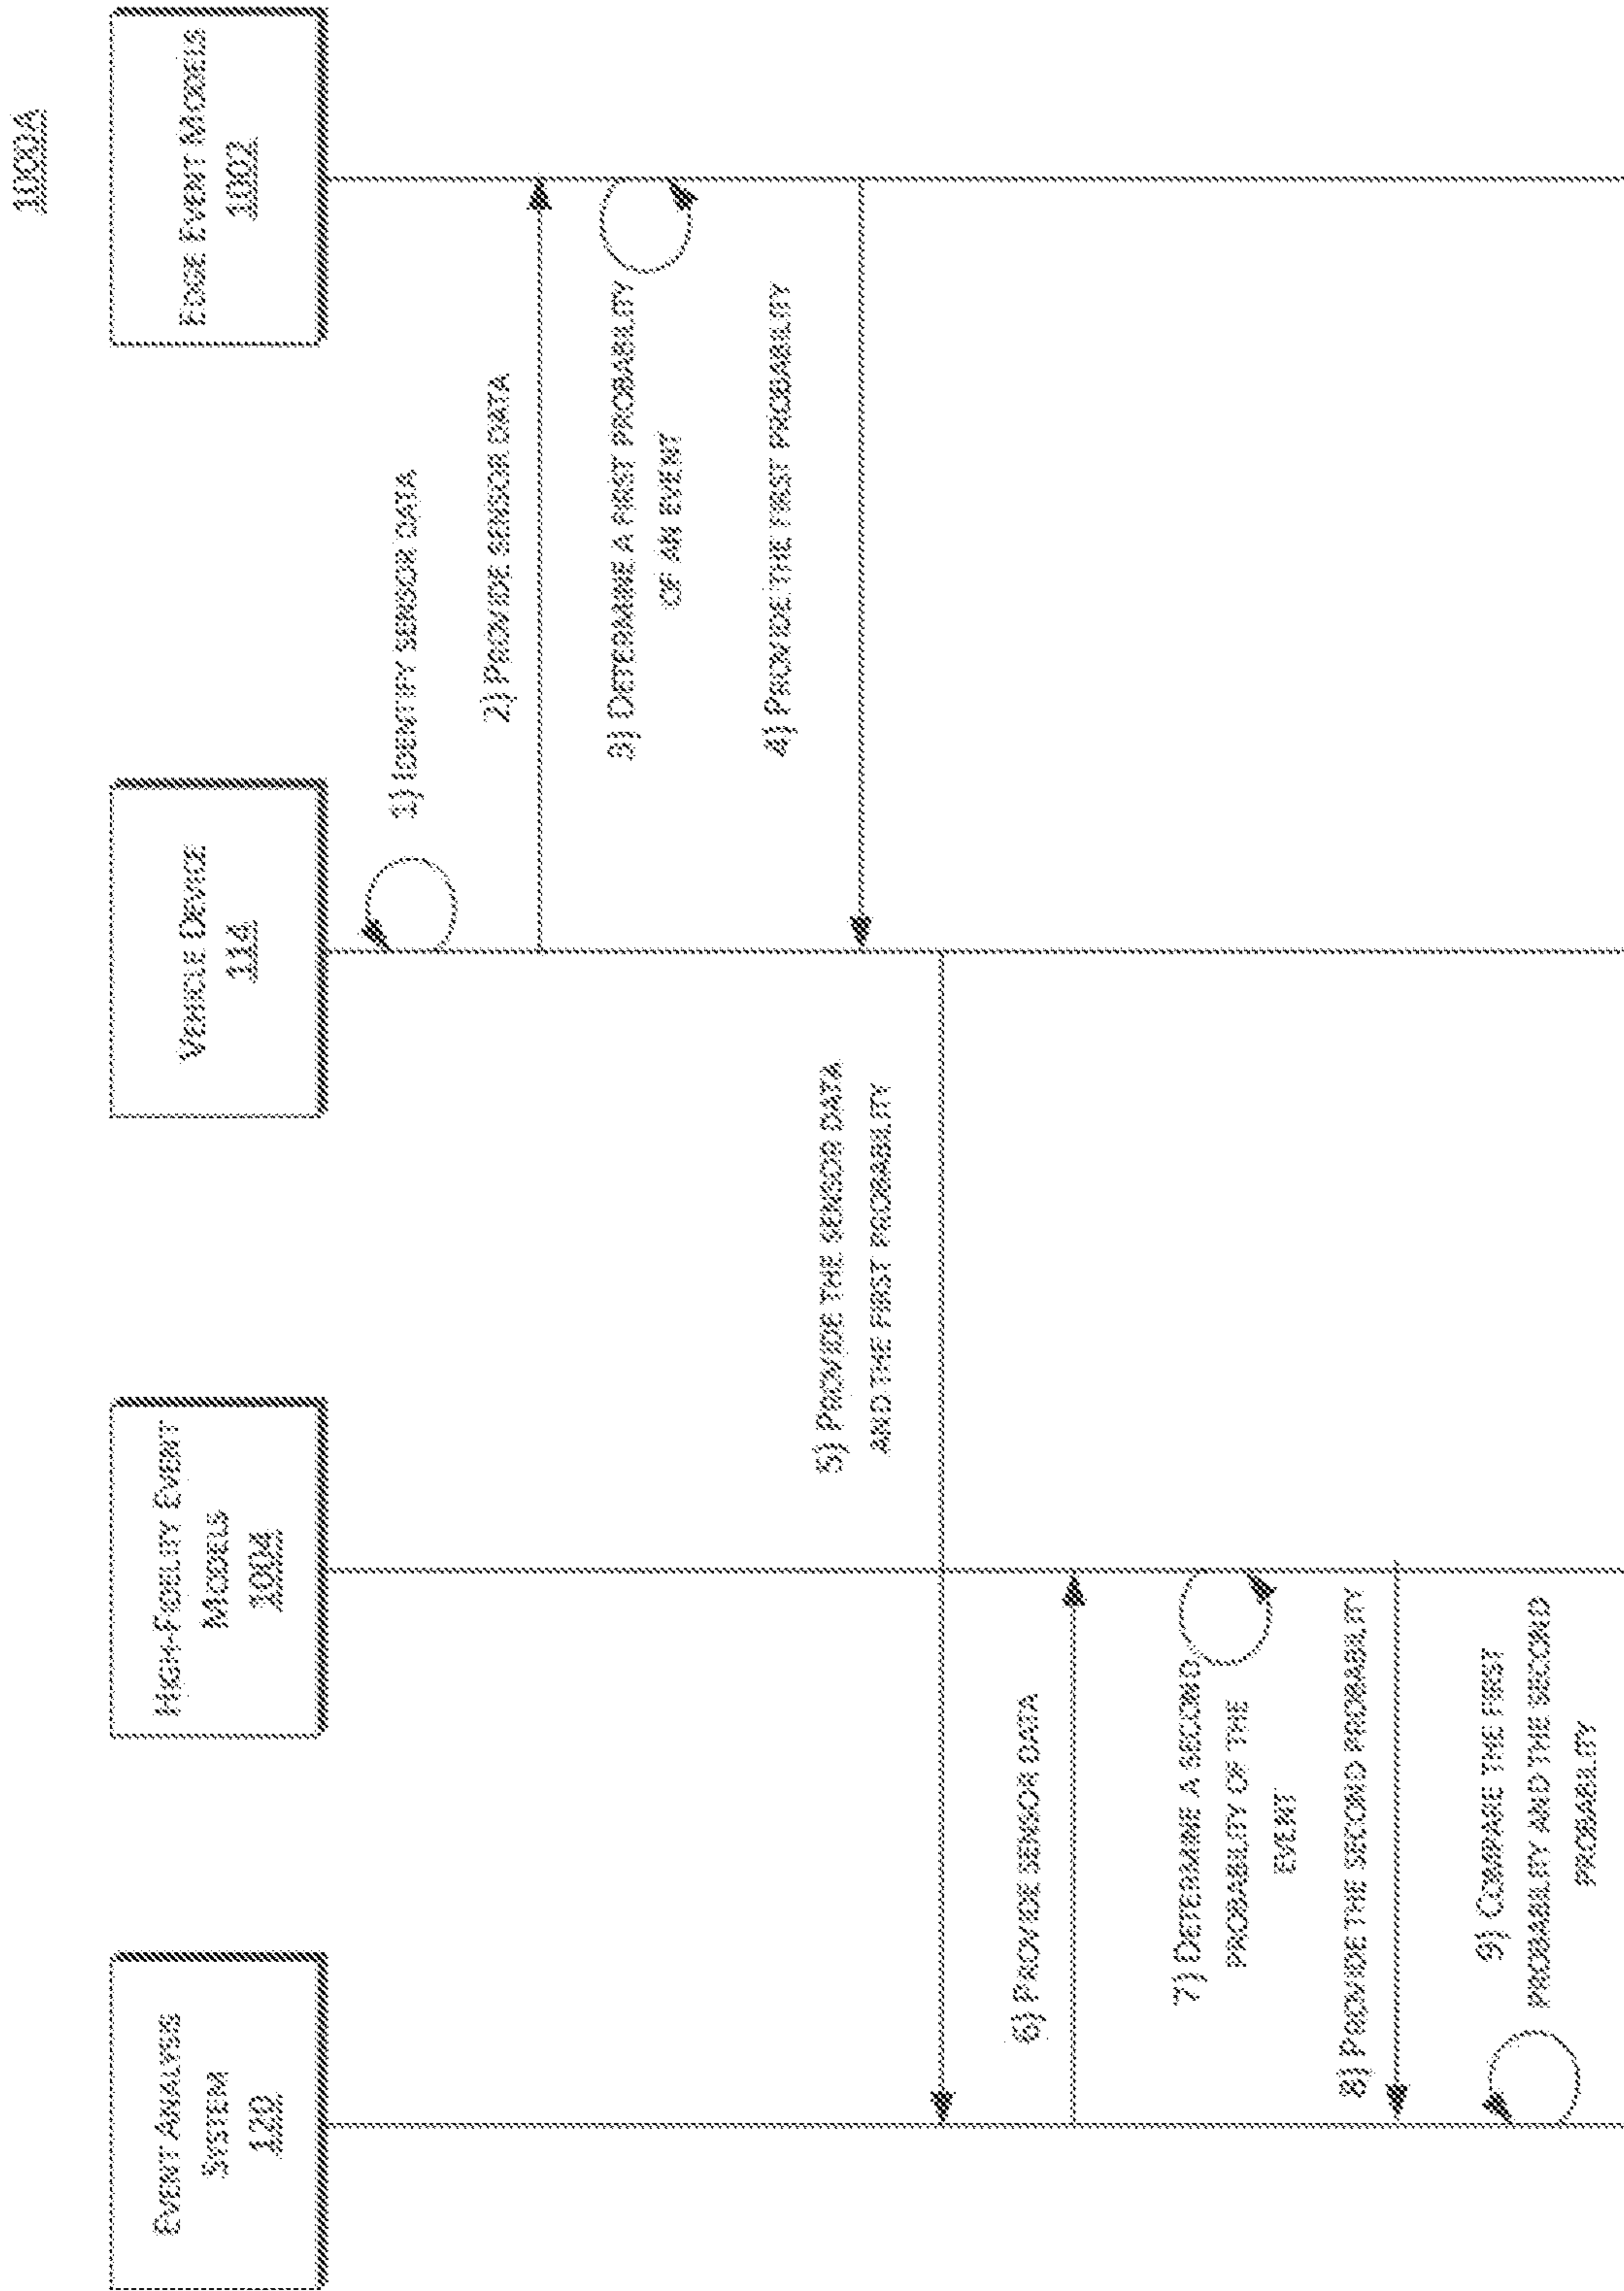 1000A
EVENT ANALYSIS
SYSTEM
120
HIGH-FIDELITY EVENT
MODELS
1004
VEHICLE DEVICE
114
EDGE EVENT MODELS
1002
1) IDENTIFY SENSOR DATA
2) PROVIDE SENSOR DATA
3) DETERMINE A FIRST PROBABILITY
OF AN EVENT
4) PROVIDE THE FIRST PROBABILITY
5) PROVIDE THE SENSOR DATA
AND THE FIRST PROBABILITY
6) PROVIDE SENSOR DATA
7) DETERMINE A SECOND
PROBABILITY OF THE
EVENT
8) PROVIDE THE SECOND PROBABILITY
9) COMPARE THE FIRST
PROBABILITY AND THE SECOND
PROBABILITY